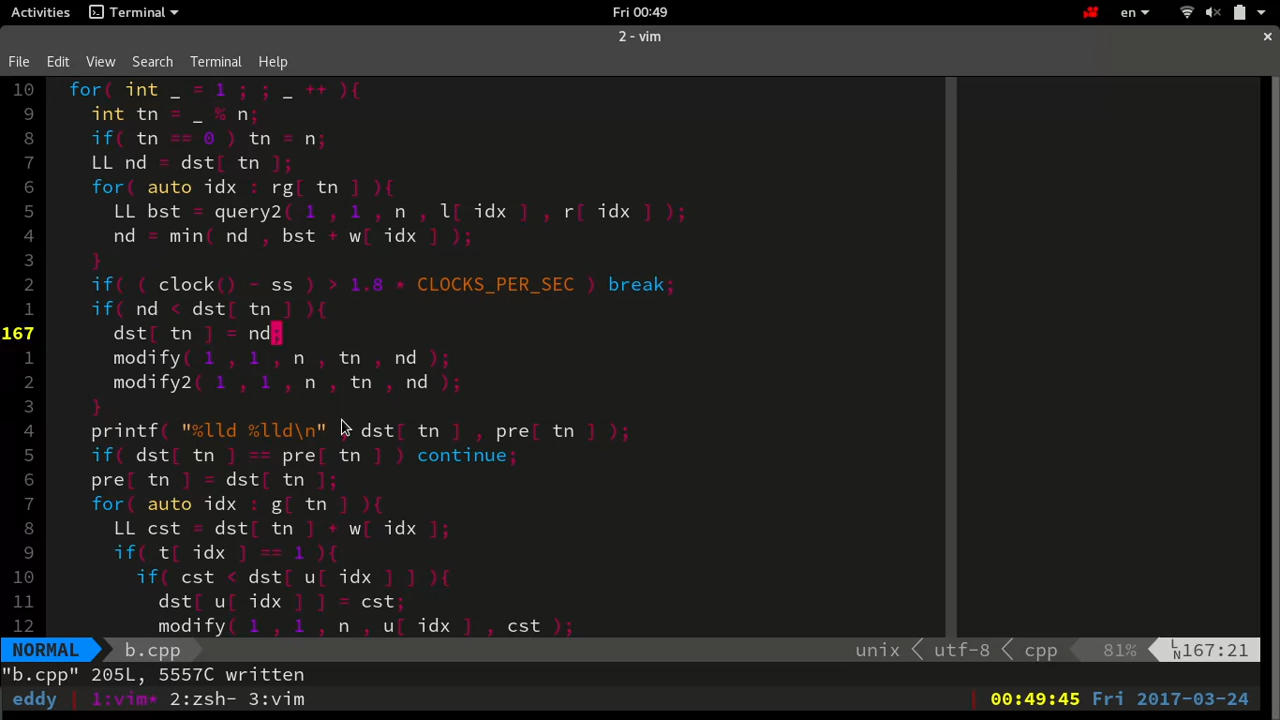 Activities Terminal Fri 00:49 en
2 - vim
File Edit View Search Terminal Help
10 for( int _ = 1 ; ; _ ++ ){
9 int tn = _ % n;
8 if( tn == 0 ) tn = n;
7 LL nd = dst[ tn ];
6 for( auto idx : rg[ tn ] ){
5 LL bst = query2( 1 , 1 , n , l[ idx ] , r[ idx ] );
4 nd = min( nd , bst + w[ idx ] );
3 }
2 if( ( clock() - ss ) > 1.8 * CLOCKS_PER_SEC ) break;
1 if( nd < dst[ tn ] ){
167 dst[ tn ] = nd;
1 modify( 1 , 1 , n , tn , nd );
2 modify2( 1 , 1 , n , tn , nd );
3 }
4 printf( "%lld %lld\n" , dst[ tn ] , pre[ tn ] );
5 if( dst[ tn ] == pre[ tn ] ) continue;
6 pre[ tn ] = dst[ tn ];
7 for( auto idx : g[ tn ] ){
8 LL cst = dst[ tn ] + w[ idx ];
9 if( t[ idx ] == 1 ){
10 if( cst < dst[ u[ idx ] ] ){
11 dst[ u[ idx ] ] = cst;
12 modify( 1 , 1 , n , u[ idx ] , cst );
NORMAL b.cpp unix utf-8 cpp 81% LN 167:21
"b.cpp" 205L, 5557C written
eddy 1:vim* 2:zsh- 3:vim 00:49:45 Fri 2017-03-24